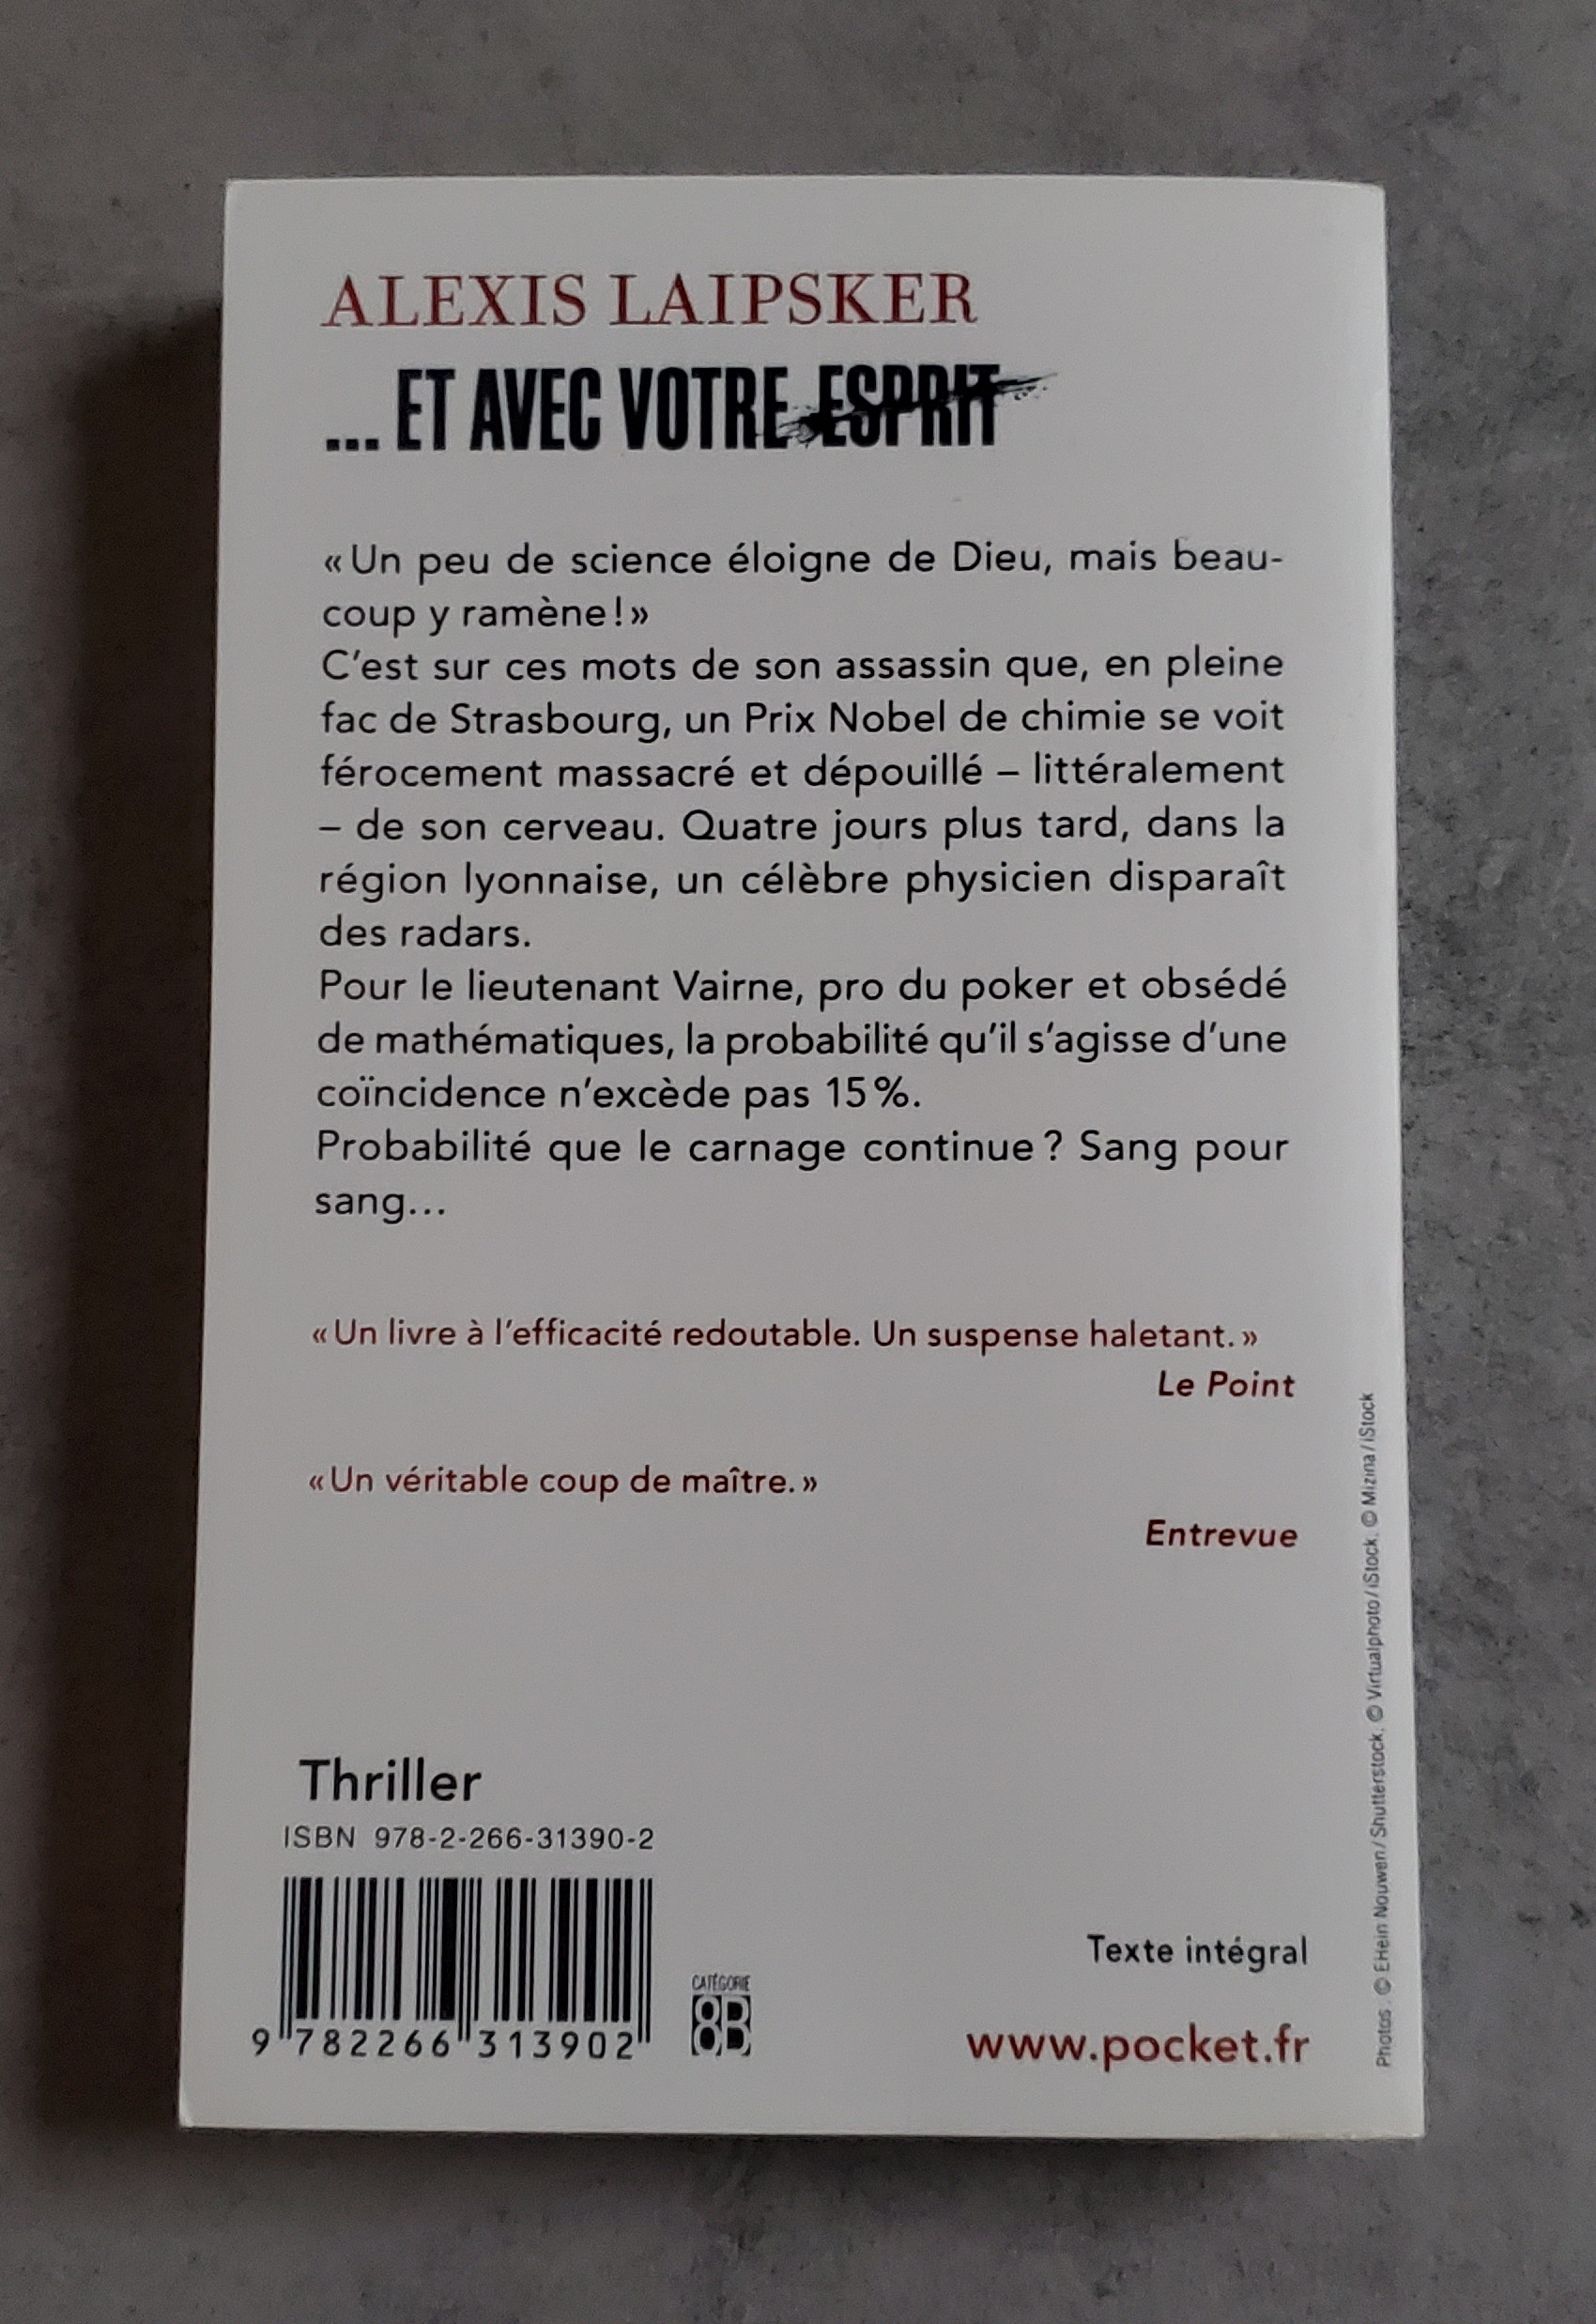 ALEXIS LAIPSKER
... ET AVEC VOTRE ESPRIT
« Un peu de science éloigne de Dieu, mais beau-
coup y ramène ! »
C’est sur ces mots de son assassin que, en pleine
fac de Strasbourg, un Prix Nobel de chimie se voit
férocement massacré et dépouillé – littéralement
– de son cerveau. Quatre jours plus tard, dans la
région lyonnaise, un célèbre physicien disparaît
des radars.
Pour le lieutenant Vairne, pro du poker et obsédé
de mathématiques, la probabilité qu’il s’agisse d’une
coïncidence n’excède pas 15 %.
Probabilité que le carnage continue ? Sang pour
sang...
« Un livre à l’efficacité redoutable. Un suspense haletant. »
Le Point
« Un véritable coup de maître. »
Entrevue
Thriller
ISBN 978-2-266-31390-2
9 782266 313902
CATÉGORIE
8B
Texte intégral
www.pocket.fr
Photos : © EHein Nouwen / Shutterstock, © Virtualphoto / iStock, © Mizina / iStock